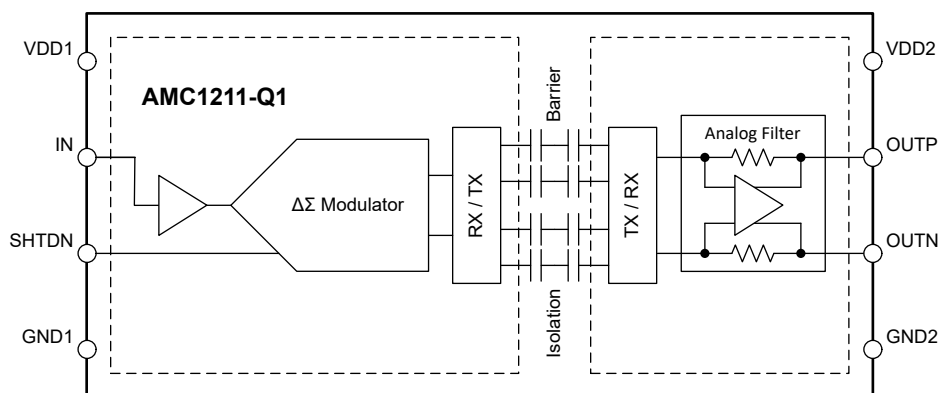 VDD1
VDD2
AMC1211-Q1
Barrier
IN
Analog Filter
OUTP
ΔΣ Modulator
RX / TX
TX / RX
SHTDN
OUTN
Isolation
GND1
GND2